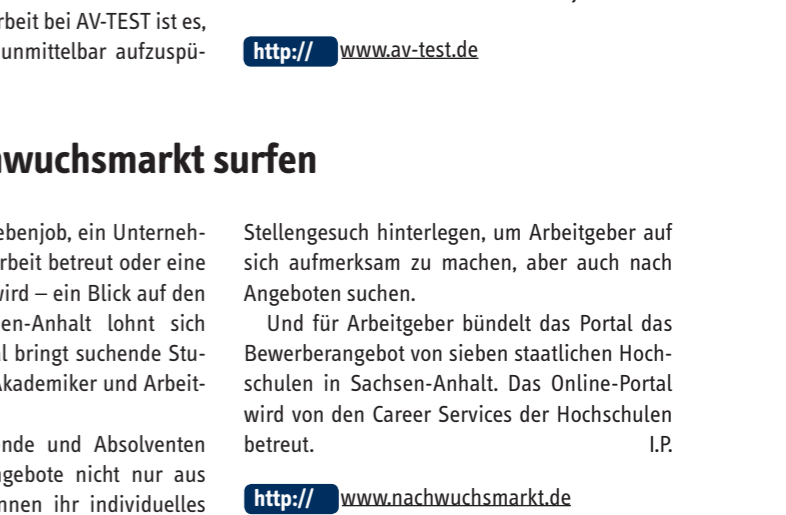 rbeit bei AV-TEST ist es,
unmittelbar aufzuspü-
http:// www.av-test.de
wuchsmarkt surfen
ebenjob, ein Unterneh-
rbeit betreut oder eine
wird – ein Blick auf den
en-Anhalt lohnt sich
l bringt suchende Stu-
Akademiker und Arbeit-
nde und Absolventen
gebote nicht nur aus
nnen ihr individuelles
Stellengesuch hinterlegen, um Arbeitgeber auf
sich aufmerksam zu machen, aber auch nach
Angeboten suchen.
Und für Arbeitgeber bündelt das Portal das
Bewerberangebot von sieben staatlichen Hoch-
schulen in Sachsen-Anhalt. Das Online-Portal
wird von den Career Services der Hochschulen
betreut. I.P.
http:// www.nachwuchsmarkt.de